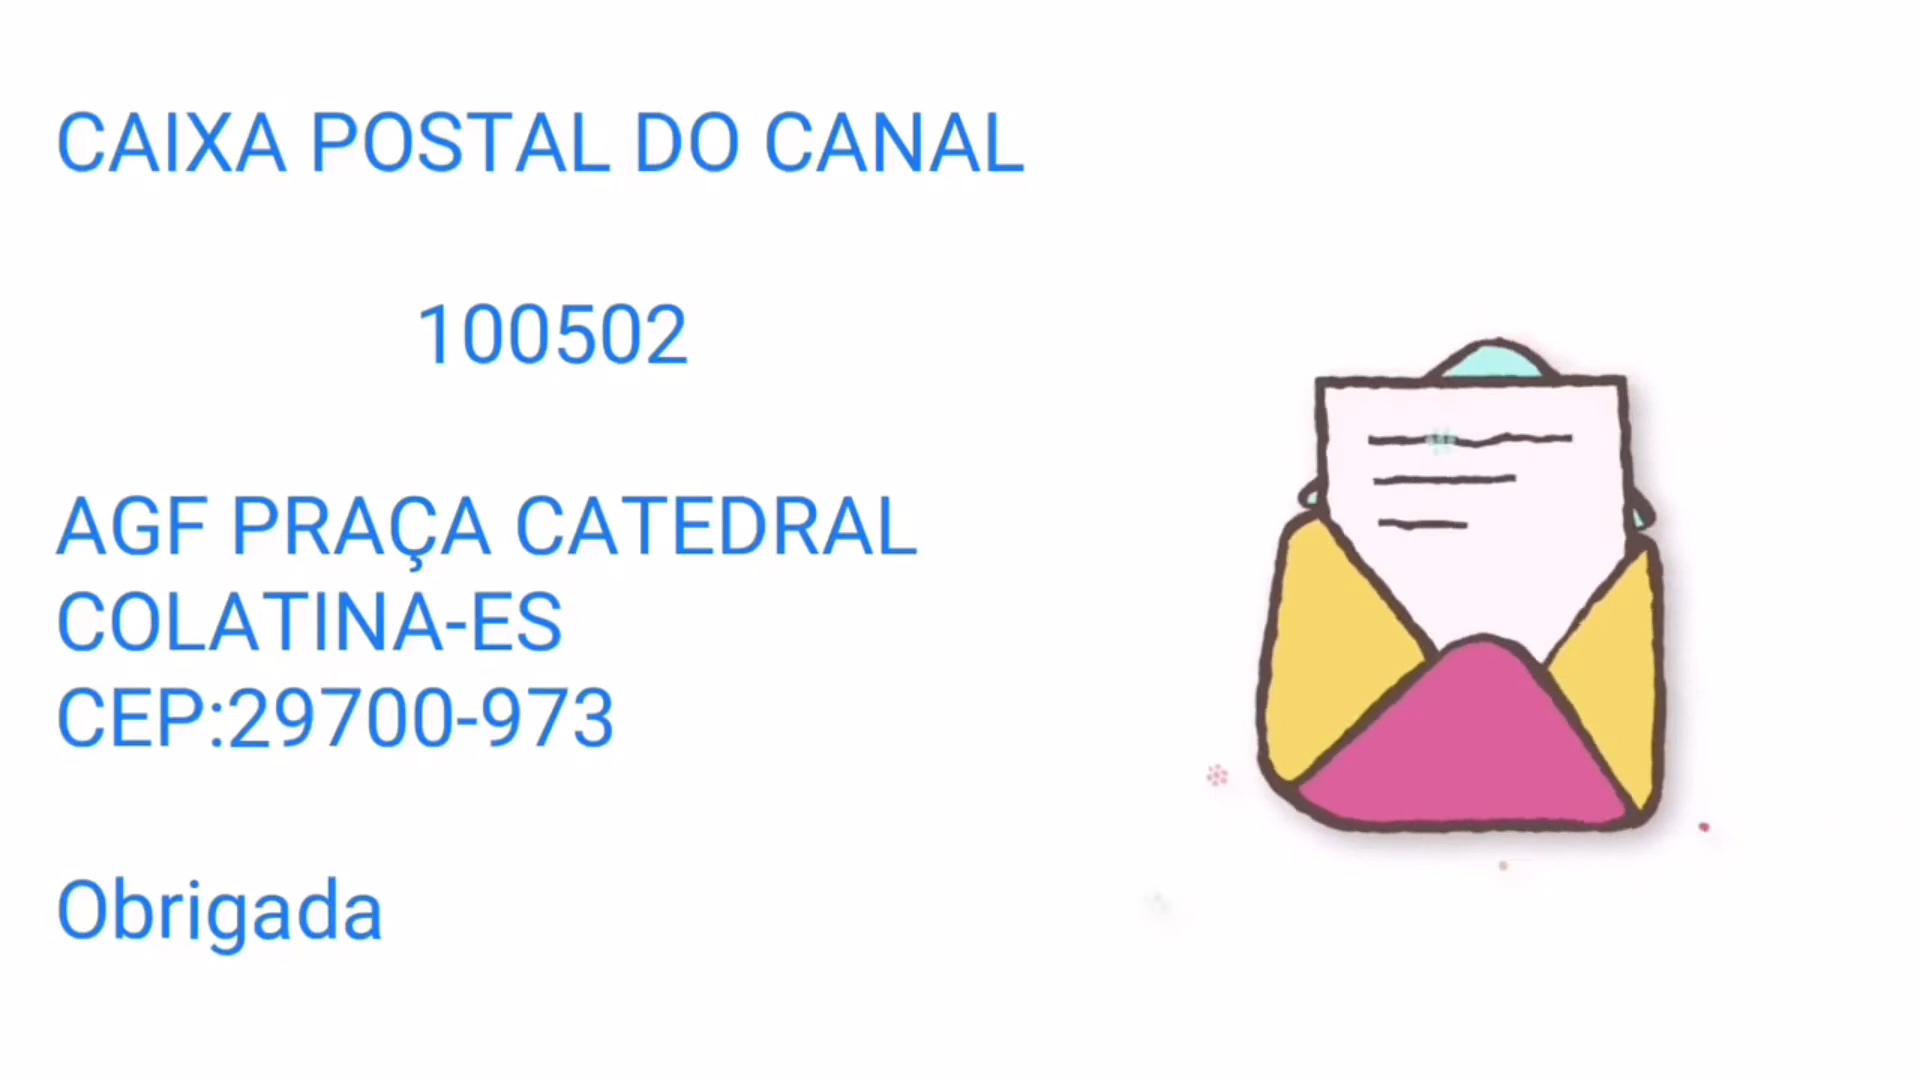 CAIXA POSTAL DO CANAL
100502
AGF PRAÇA CATEDRAL
COLATINA-ES
CEP:29700-973
Obrigada